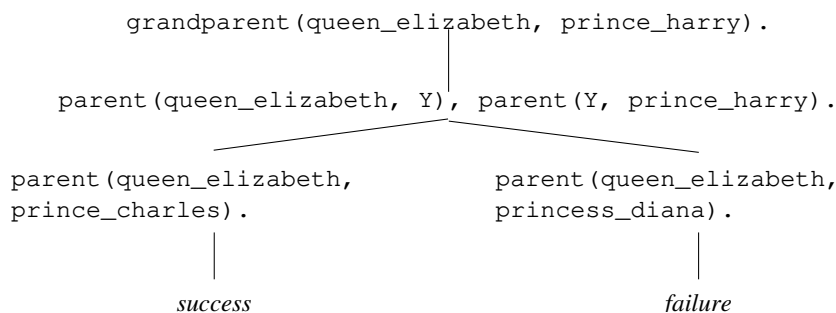 grandparent(queen_elizabeth, prince_harry).
parent(queen_elizabeth, Y), parent(Y, prince_harry).
parent(queen_elizabeth,
prince_charles).
parent(queen_elizabeth,
princess_diana).
success
failure